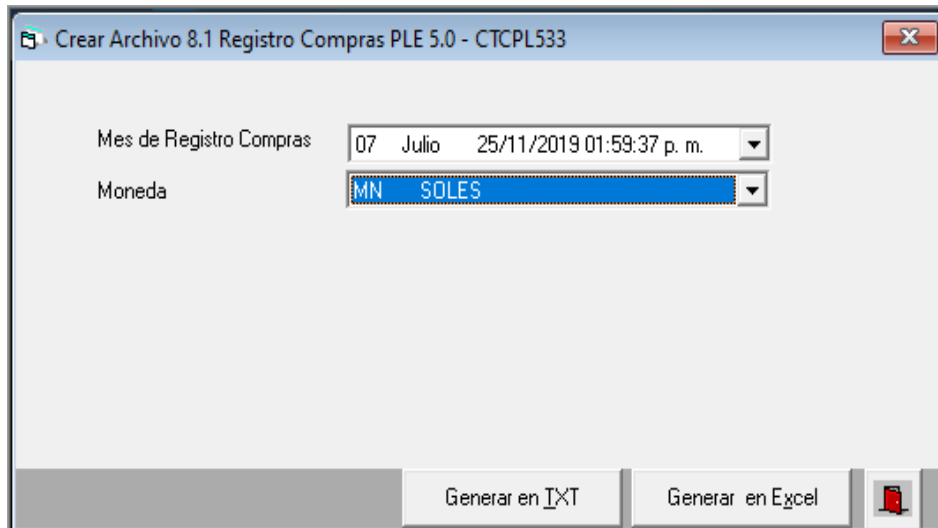 Crear Archivo 8.1 Registro Compras PLE 5.0 - CTCPL533
Mes de Registro Compras 07 Julio 25/11/2019 01:59:37 p. m.
Moneda MN SOLES
Generar en TXT Generar en Excel